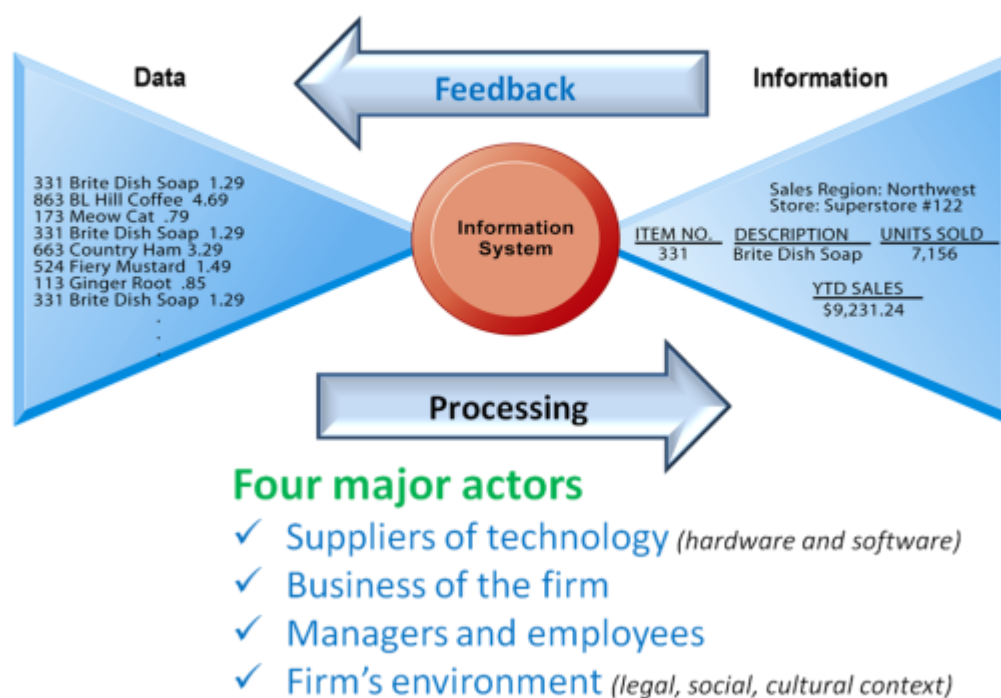 Data
Feedback
Information
331 Brite Dish Soap 1.29
863 BL Hill Coffee 4.69
173 Meow Cat .79
331 Brite Dish Soap 1.29
663 Country Ham 3.29
524 Fiery Mustard 1.49
113 Ginger Root .85
331 Brite Dish Soap 1.29
.
.
.
Information
System
Sales Region: Northwest
Store: Superstore #122
ITEM NO. DESCRIPTION UNITS SOLD
331 Brite Dish Soap 7,156
YTD SALES
$9,231.24
Processing
Four major actors
✓ Suppliers of technology (hardware and software)
✓ Business of the firm
✓ Managers and employees
✓ Firm's environment (legal, social, cultural context)